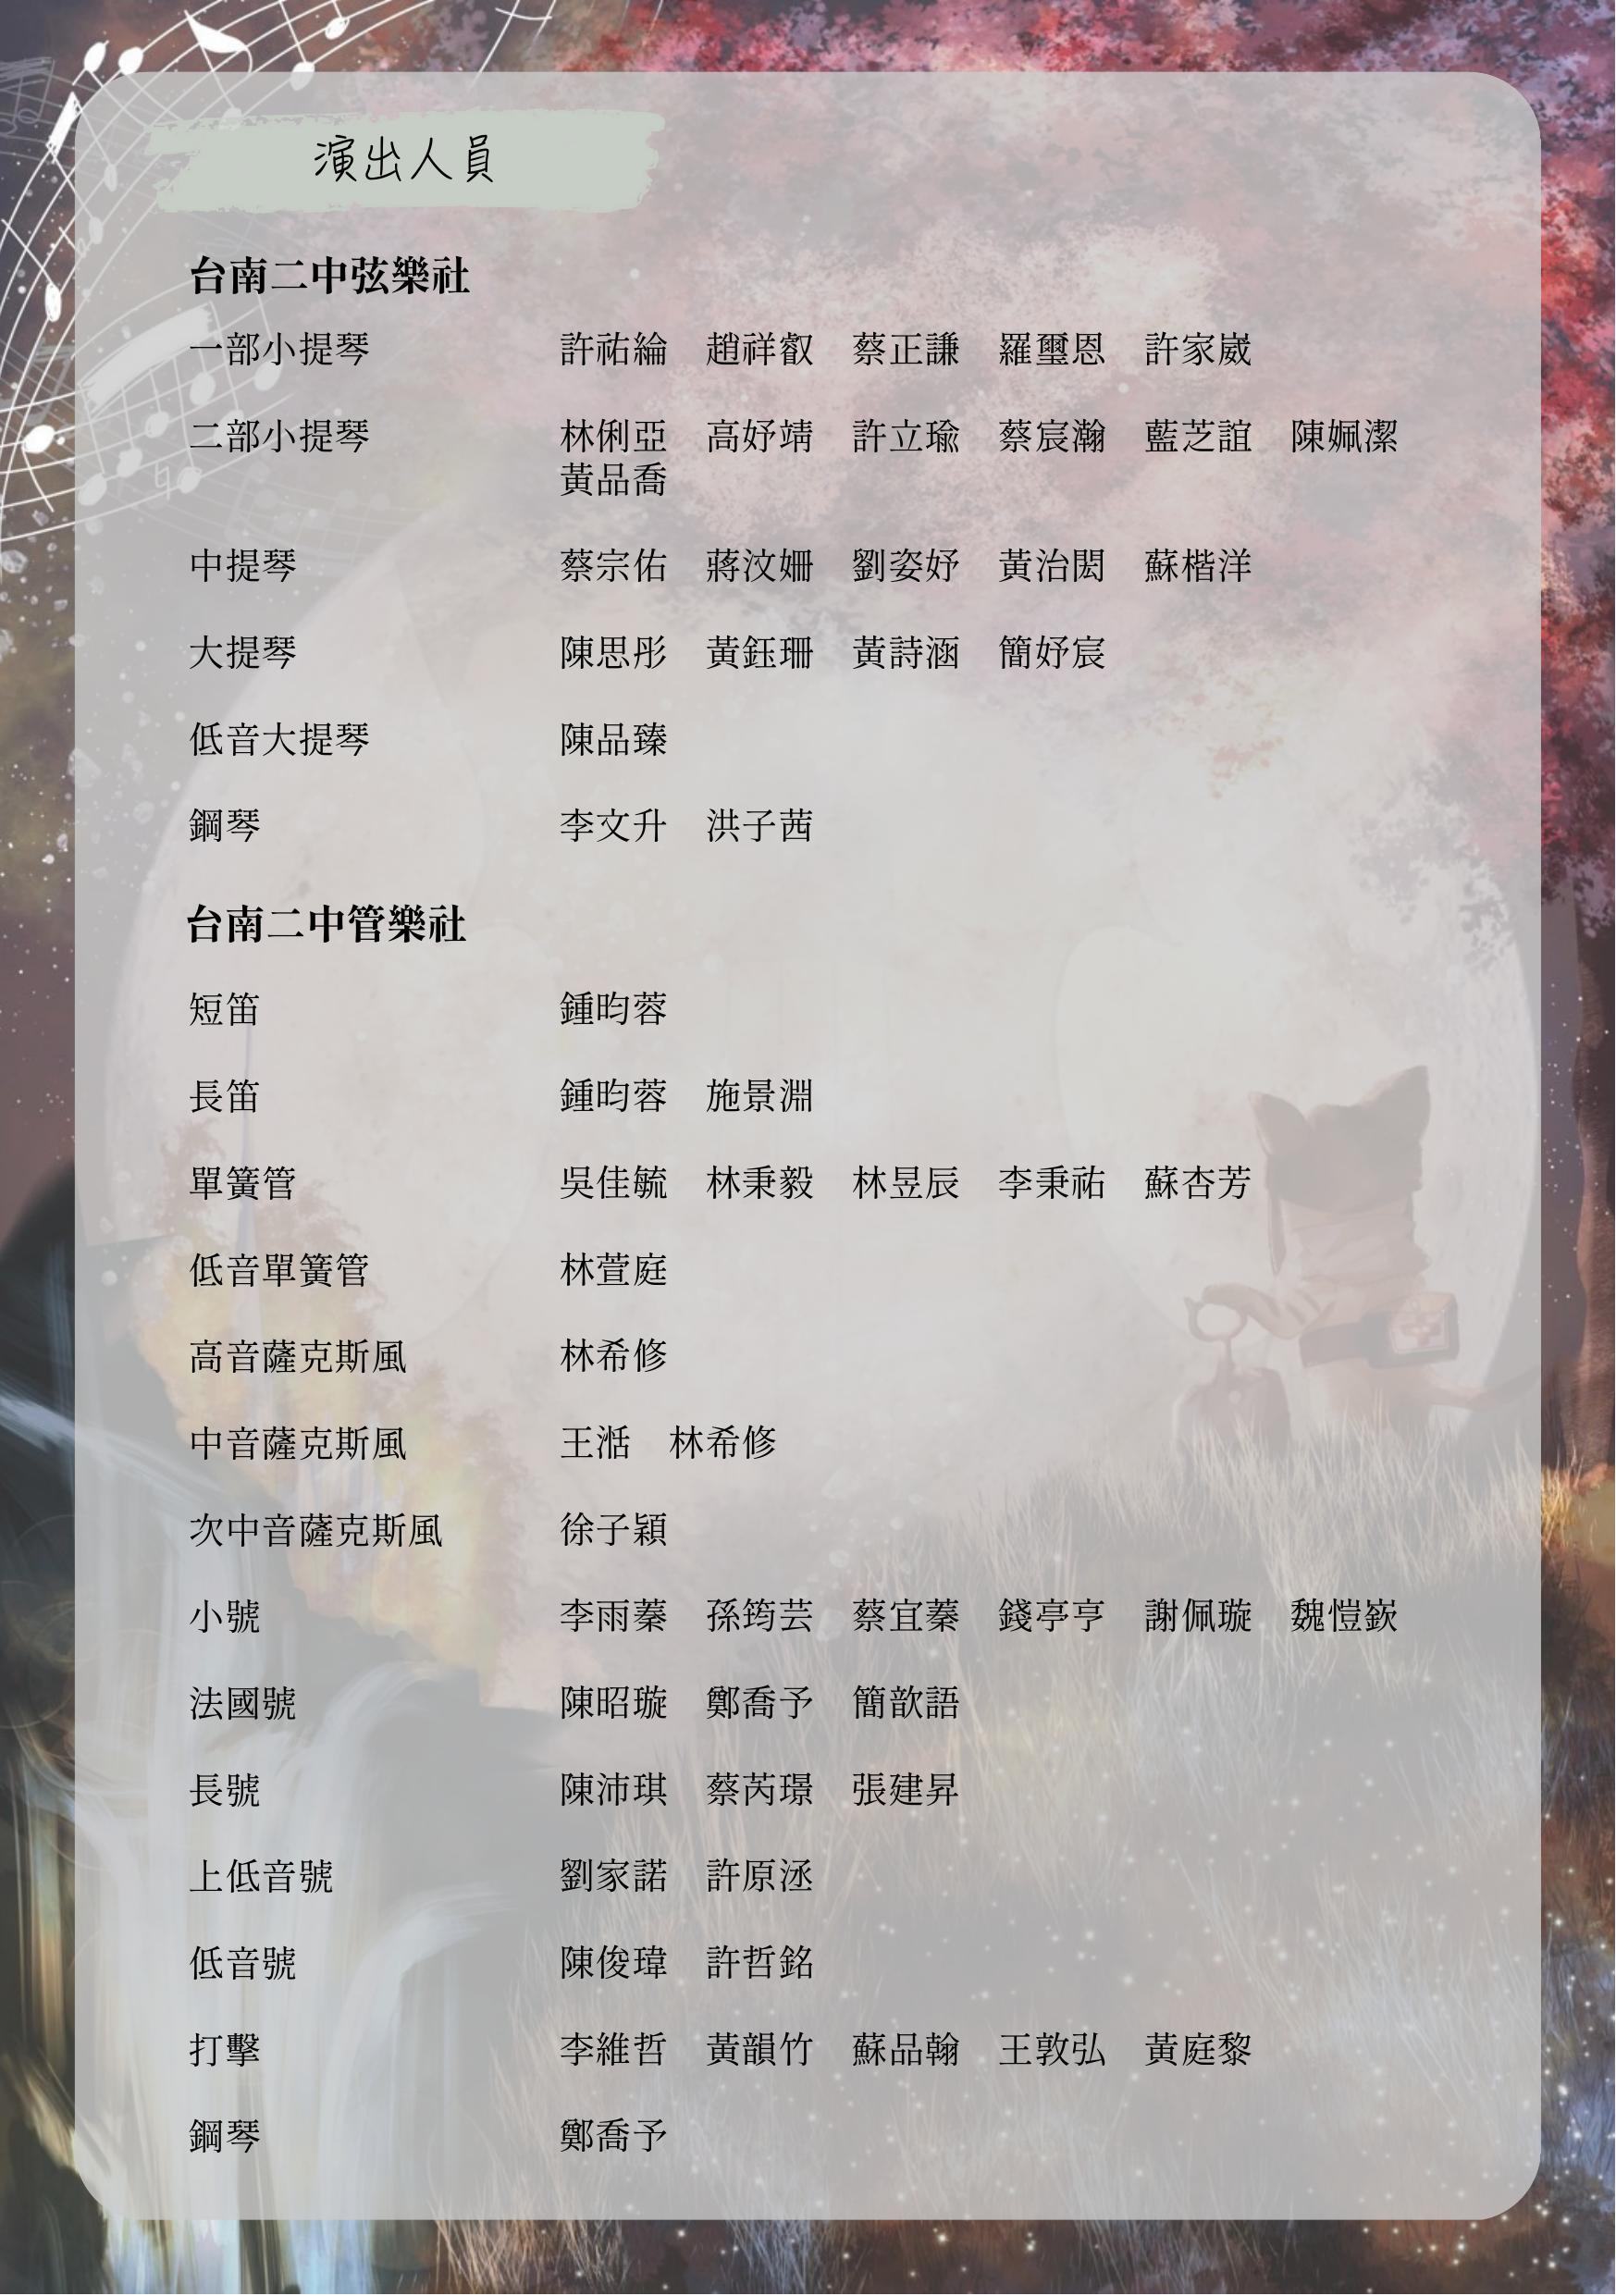 演出人員
台南二中弦樂社
一部小提琴 許祐綸 趙祥叡 蔡正謙 羅璽恩 許家崴
二部小提琴 林俐亞 高妤靖 許立瑜 蔡宸瀚 藍芝誼 陳姵潔
黃品喬
中提琴 蔡宗佑 蔣汶姍 劉姿妤 黃治閎 蘇楷洋
大提琴 陳思彤 黃鈺珊 黃詩涵 簡妤宸
低音大提琴 陳品臻
鋼琴 李文升 洪子茜
台南二中管樂社
短笛 鍾昀蓉
長笛 鍾昀蓉 施景淵
單簧管 吳佳毓 林秉毅 林昱辰 李秉祐 蘇杏芳
低音單簧管 林萱庭
高音薩克斯風 林希修
中音薩克斯風 王湉 林希修
次中音薩克斯風 徐子穎
小號 李雨蓁 孫筠芸 蔡宜蓁 錢亭亨 謝佩璇 魏愷嶔
法國號 陳昭璇 鄭喬予 簡歆語
長號 陳沛琪 蔡芮璟 張建昇
上低音號 劉家諾 許原洆
低音號 陳俊瑋 許哲銘
打擊 李維哲 黃韻竹 蘇品翰 王敦弘 黃庭黎
鋼琴 鄭喬予